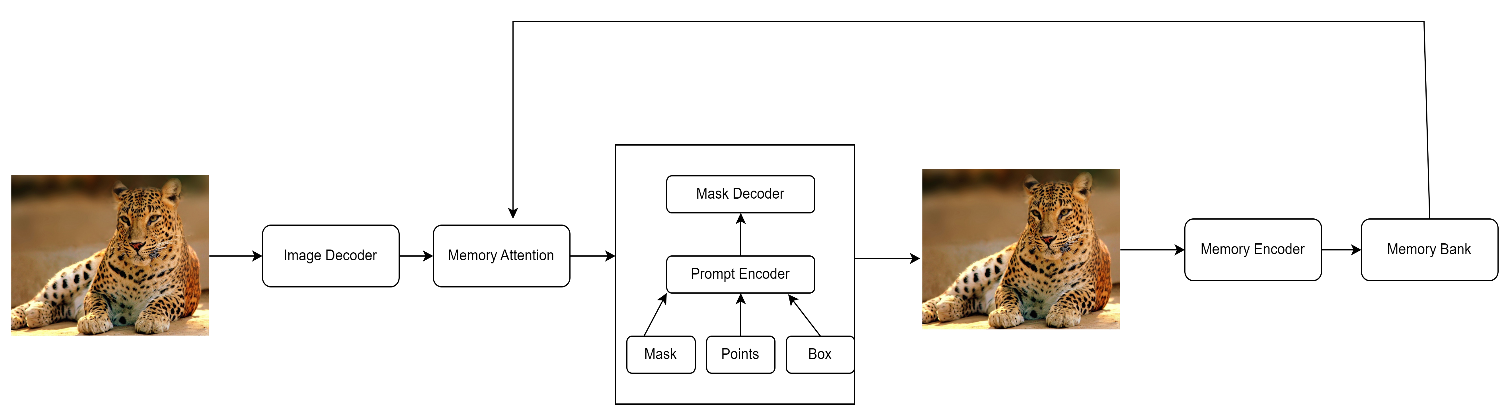 Image Decoder
Memory Attention
Mask Decoder
Prompt Encoder
Mask
Points
Box
Memory Encoder
Memory Bank